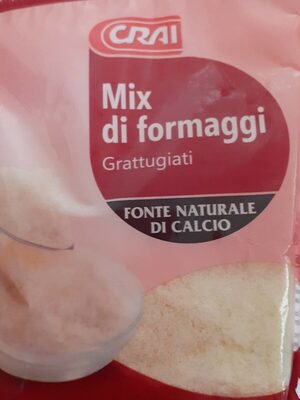 CRAI
Mix
di formaggi
Grattugiati
FONTE NATURALE
DI CALCIO